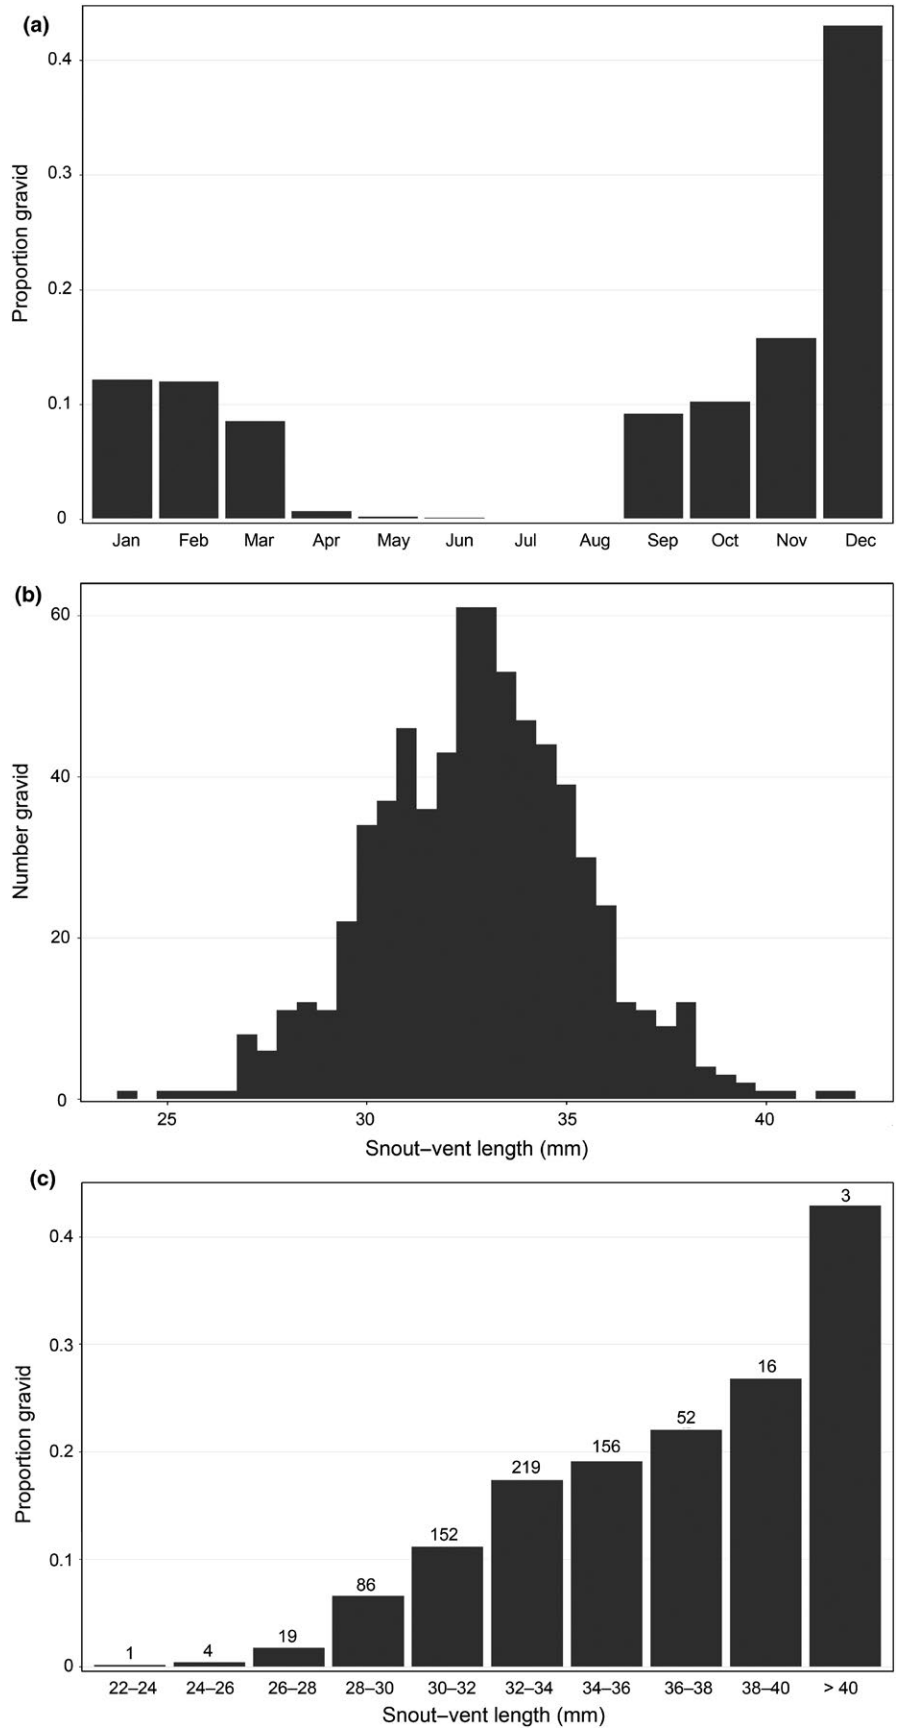 (a)
0.4
0.3
0.2
0.1
0
Proportion gravid
Jan Feb Mar Apr May Jun Jul Aug Sep Oct Nov Dec
(b)
60
40
20
0
Number gravid
25 30 35 40
Snout–vent length (mm)
(c)
0.4
0.3
0.2
0.1
0
Proportion gravid
1 4 19 86 152 219 156 52 16 3
22–24 24–26 26–28 28–30 30–32 32–34 34–36 36–38 38–40 > 40
Snout–vent length (mm)